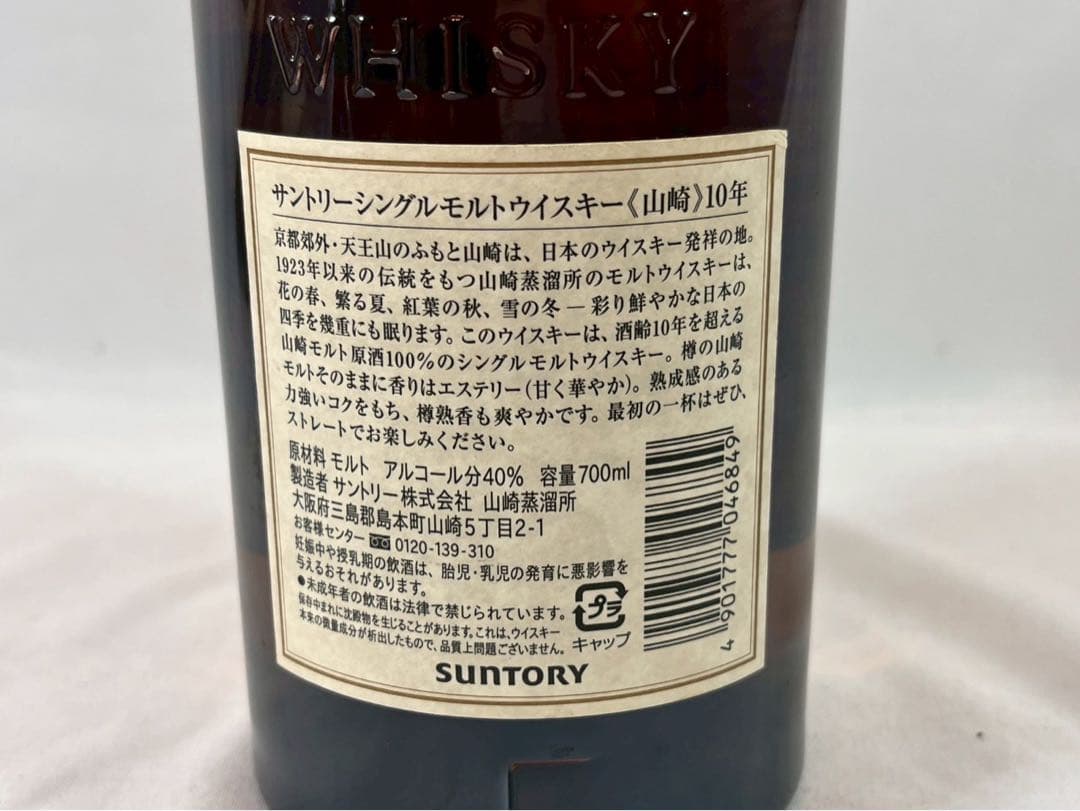 WHISKY
サントリーシングルモルトウイスキー《山崎》10年
京都郊外・天王山のふもと山崎は、日本のウイスキー発祥の地。
1923年以来の伝統をもつ山崎蒸溜所のモルトウイスキーは、
花の春、繁る夏、紅葉の秋、雪の冬 ― 彩り鮮やかな日本の
四季を幾重にも眠ります。このウイスキーは、酒齢10年を超える
山崎モルト原酒100%のシングルモルトウイスキー。樽の山崎
モルトそのままに香りはエステリー(甘く華やか)。熟成感のある
力強いコクをもち、樽熟香も爽やかです。最初の一杯はぜひ、
ストレートでお楽しみください。
原材料 モルト アルコール分40% 容量700ml
製造者 サントリー株式会社 山崎蒸溜所
大阪府三島郡島本町山崎5丁目2-1
お客様センター 0120-139-310
妊娠中や授乳期の飲酒は、胎児・乳児の発育に悪影響を
与えるおそれがあります。
●未成年者の飲酒は法律で禁じられています。
保存中まれに沈殿物を生じることがあります。これは、ウイスキー
本来の微量成分が析出したもので、品質上問題ございません。
プラ
キャップ
4 901777 046849
SUNTORY